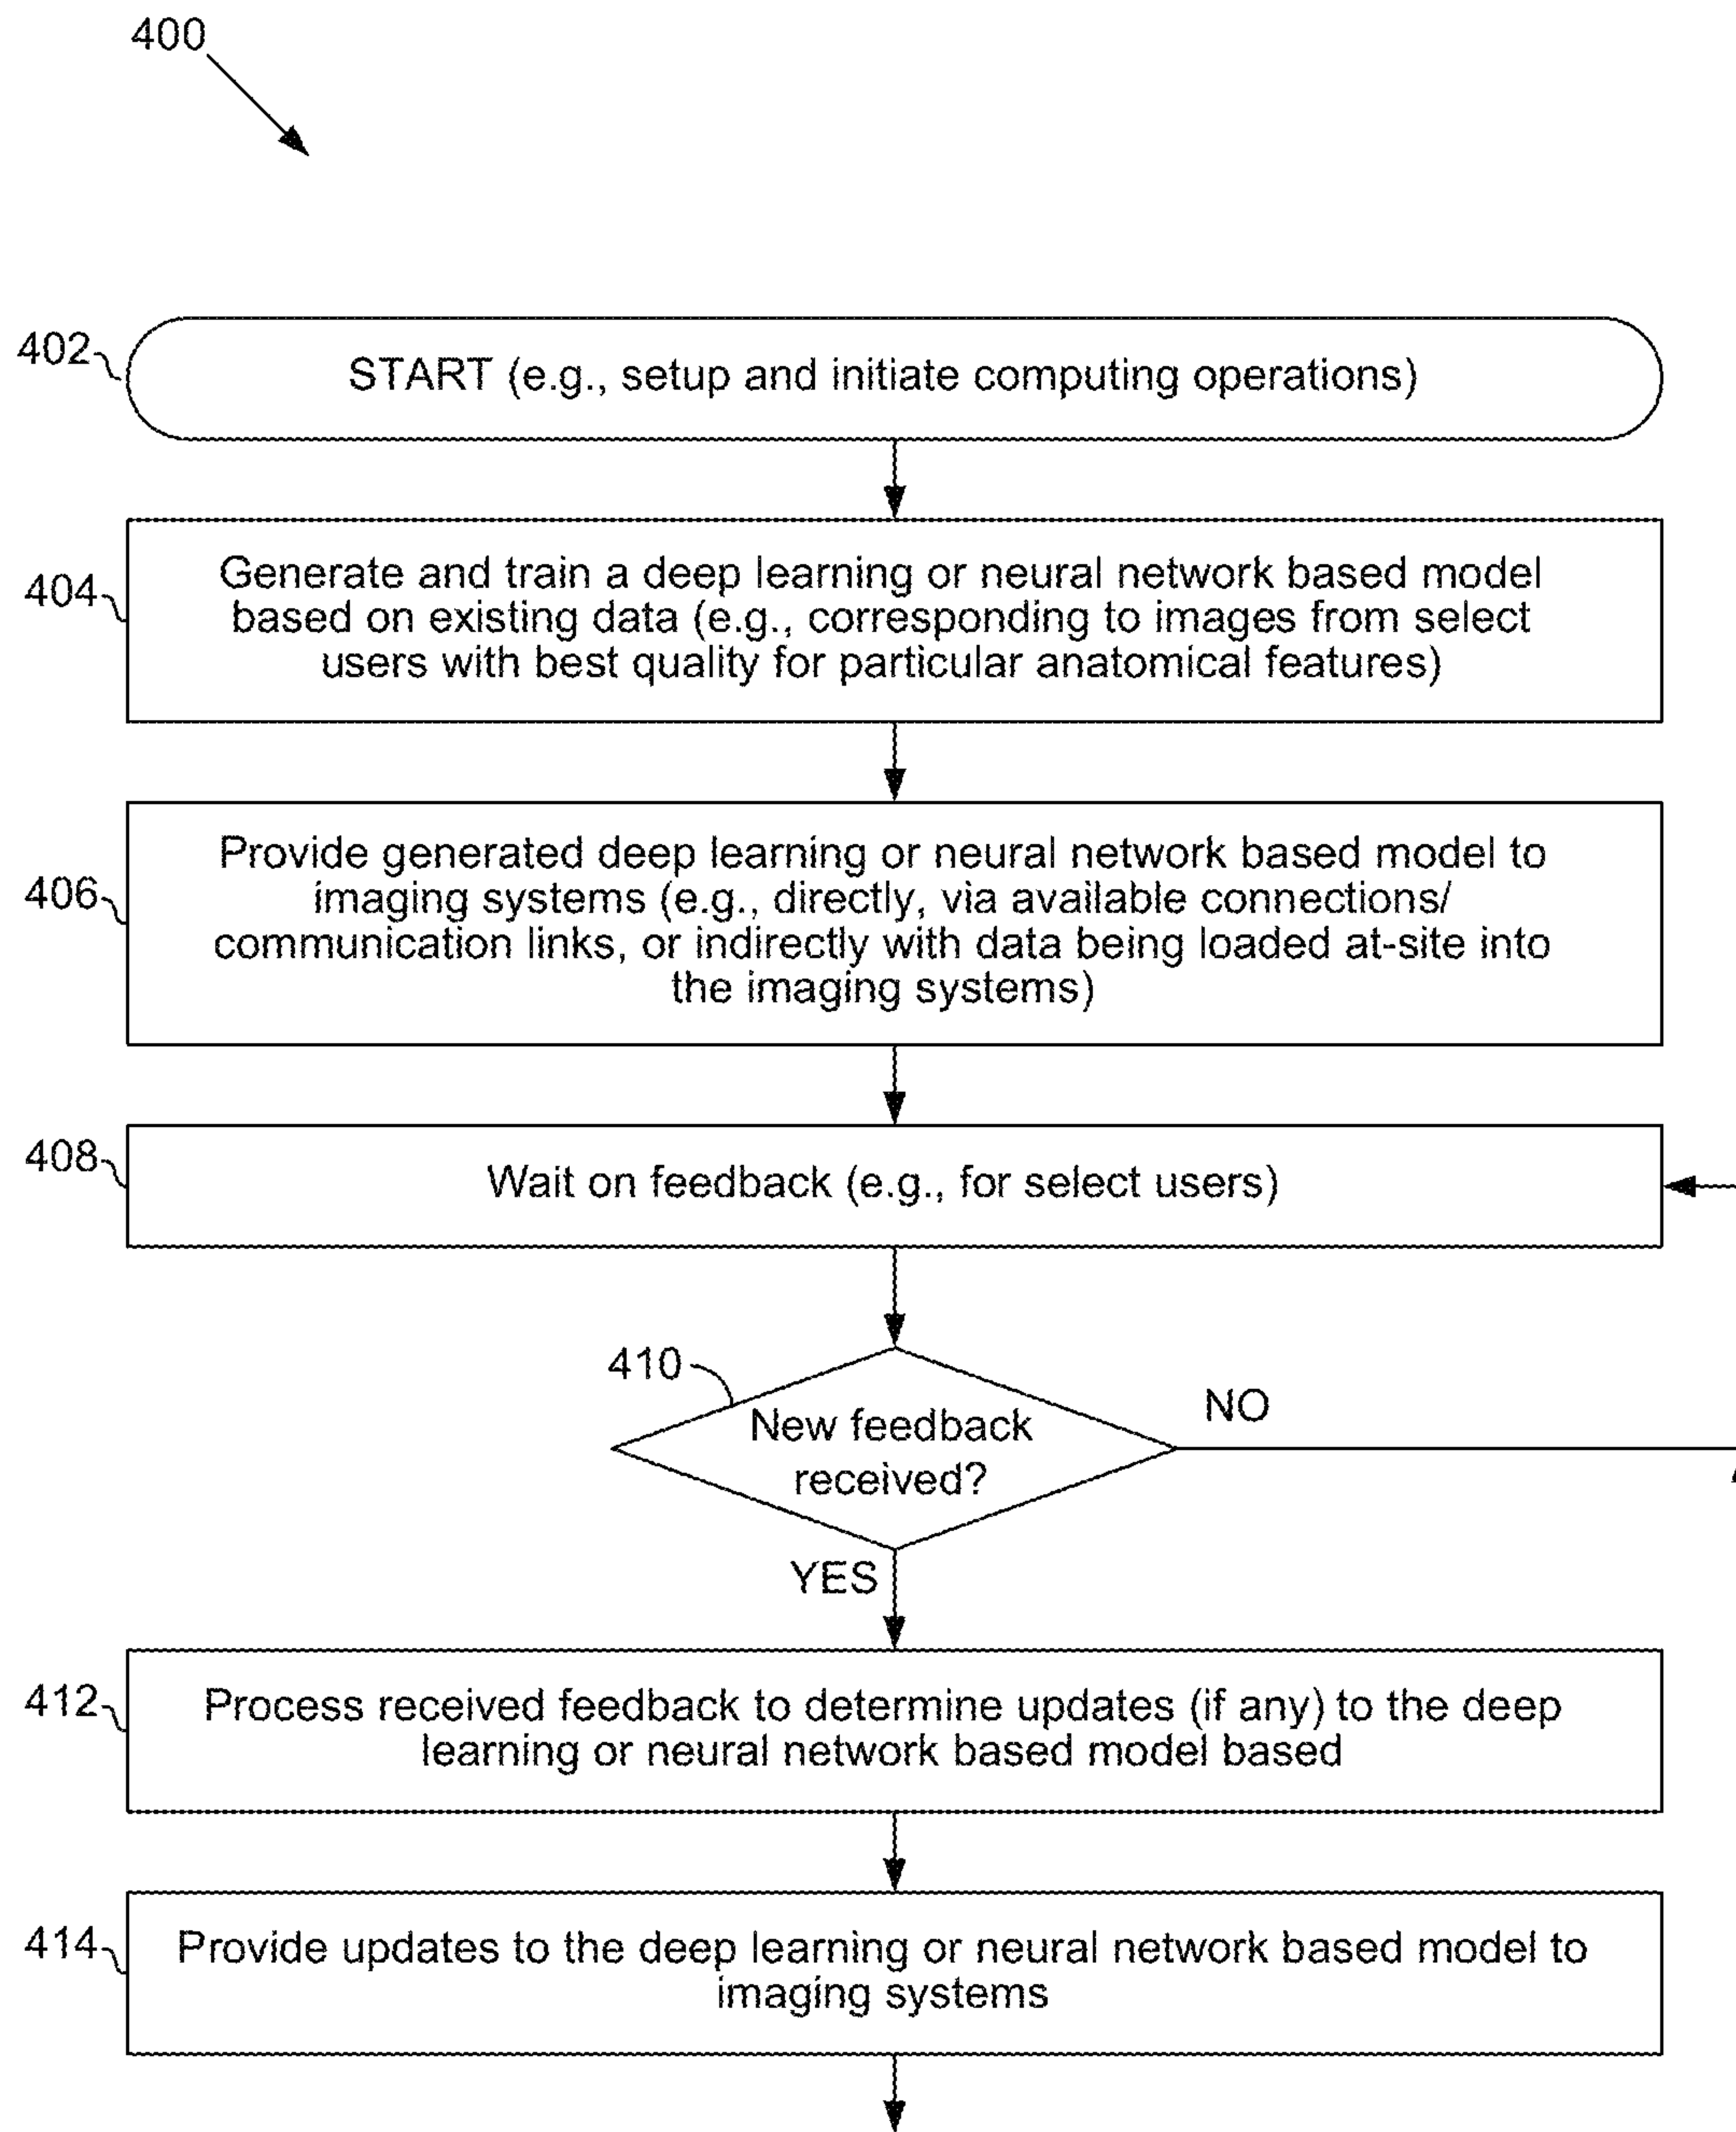 400
402
START (e.g., setup and initiate computing operations)
404
Generate and train a deep learning or neural network based model
based on existing data (e.g., corresponding to images from select
users with best quality for particular anatomical features)
406
Provide generated deep learning or neural network based model to
imaging systems (e.g., directly, via available connections/
communication links, or indirectly with data being loaded at-site into
the imaging systems)
408
Wait on feedback (e.g., for select users)
410
New feedback
received?
NO
YES
412
Process received feedback to determine updates (if any) to the deep
learning or neural network based model based
414
Provide updates to the deep learning or neural network based model to
imaging systems